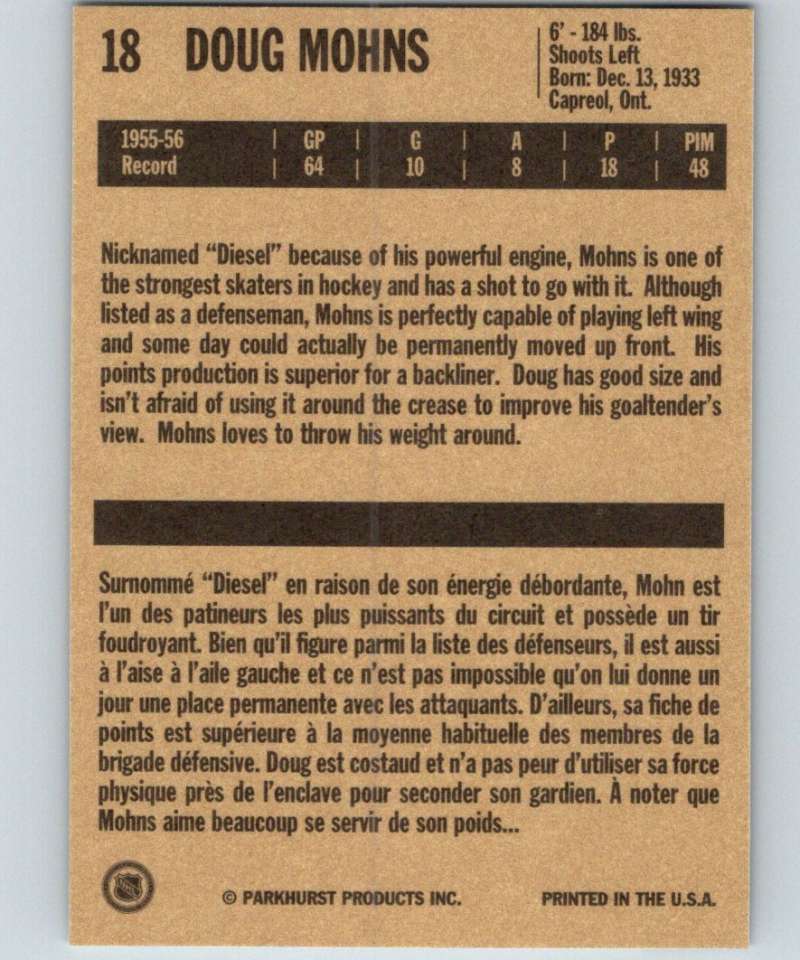 18 DOUG MOHNS
6' - 184 lbs.
Shoots Left
Born: Dec. 13, 1933
Capreol, Ont.
1955-56 | GP | G | A | P | PIM
Record | 64 | 10 | 8 | 18 | 48
Nicknamed “Diesel” because of his powerful engine, Mohns is one of
the strongest skaters in hockey and has a shot to go with it. Although
listed as a defenseman, Mohns is perfectly capable of playing left wing
and some day could actually be permanently moved up front. His
points production is superior for a backliner. Doug has good size and
isn't afraid of using it around the crease to improve his goaltender's
view. Mohns loves to throw his weight around.
Surnommé “Diesel” en raison de son énergie débordante, Mohn est
l'un des patineurs les plus puissants du circuit et possède un tir
foudroyant. Bien qu'il figure parmi la liste des défenseurs, il est aussi
à l'aise à l'aile gauche et ce n'est pas impossible qu'on lui donne un
jour une place permanente avec les attaquants. D'ailleurs, sa fiche de
points est supérieure à la moyenne habituelle des membres de la
brigade défensive. Doug est costaud et n'a pas peur d'utiliser sa force
physique près de l'enclave pour seconder son gardien. À noter que
Mohns aime beaucoup se servir de son poids...
© PARKHURST PRODUCTS INC. PRINTED IN THE U.S.A.